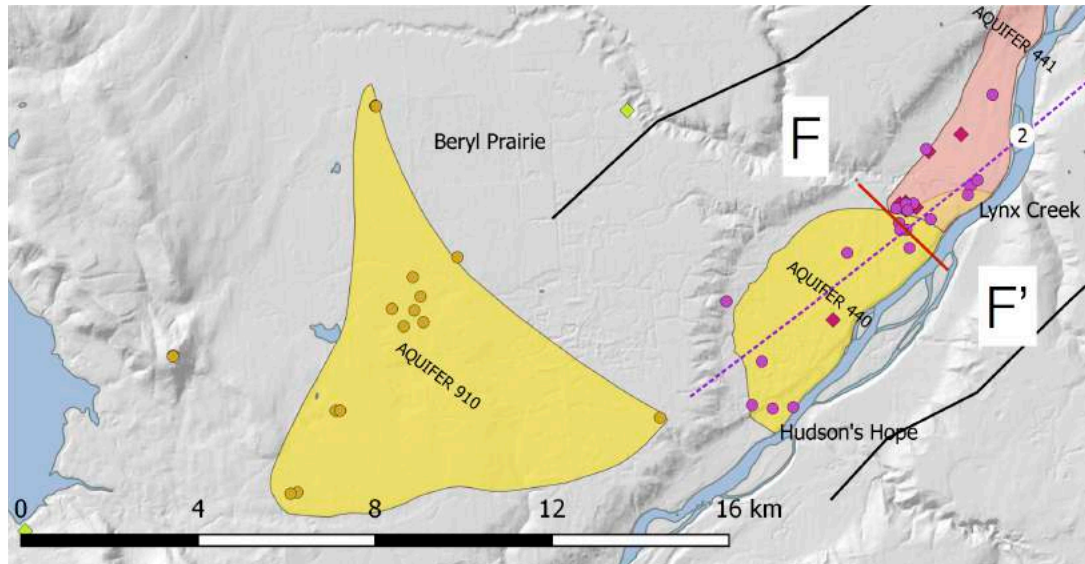 AQUIFER 441
Beryl Prairie
F
2
Lynx Creek
AQUIFER 440
F'
AQUIFER 910
Hudson's Hope
0 4 8 12 16 km